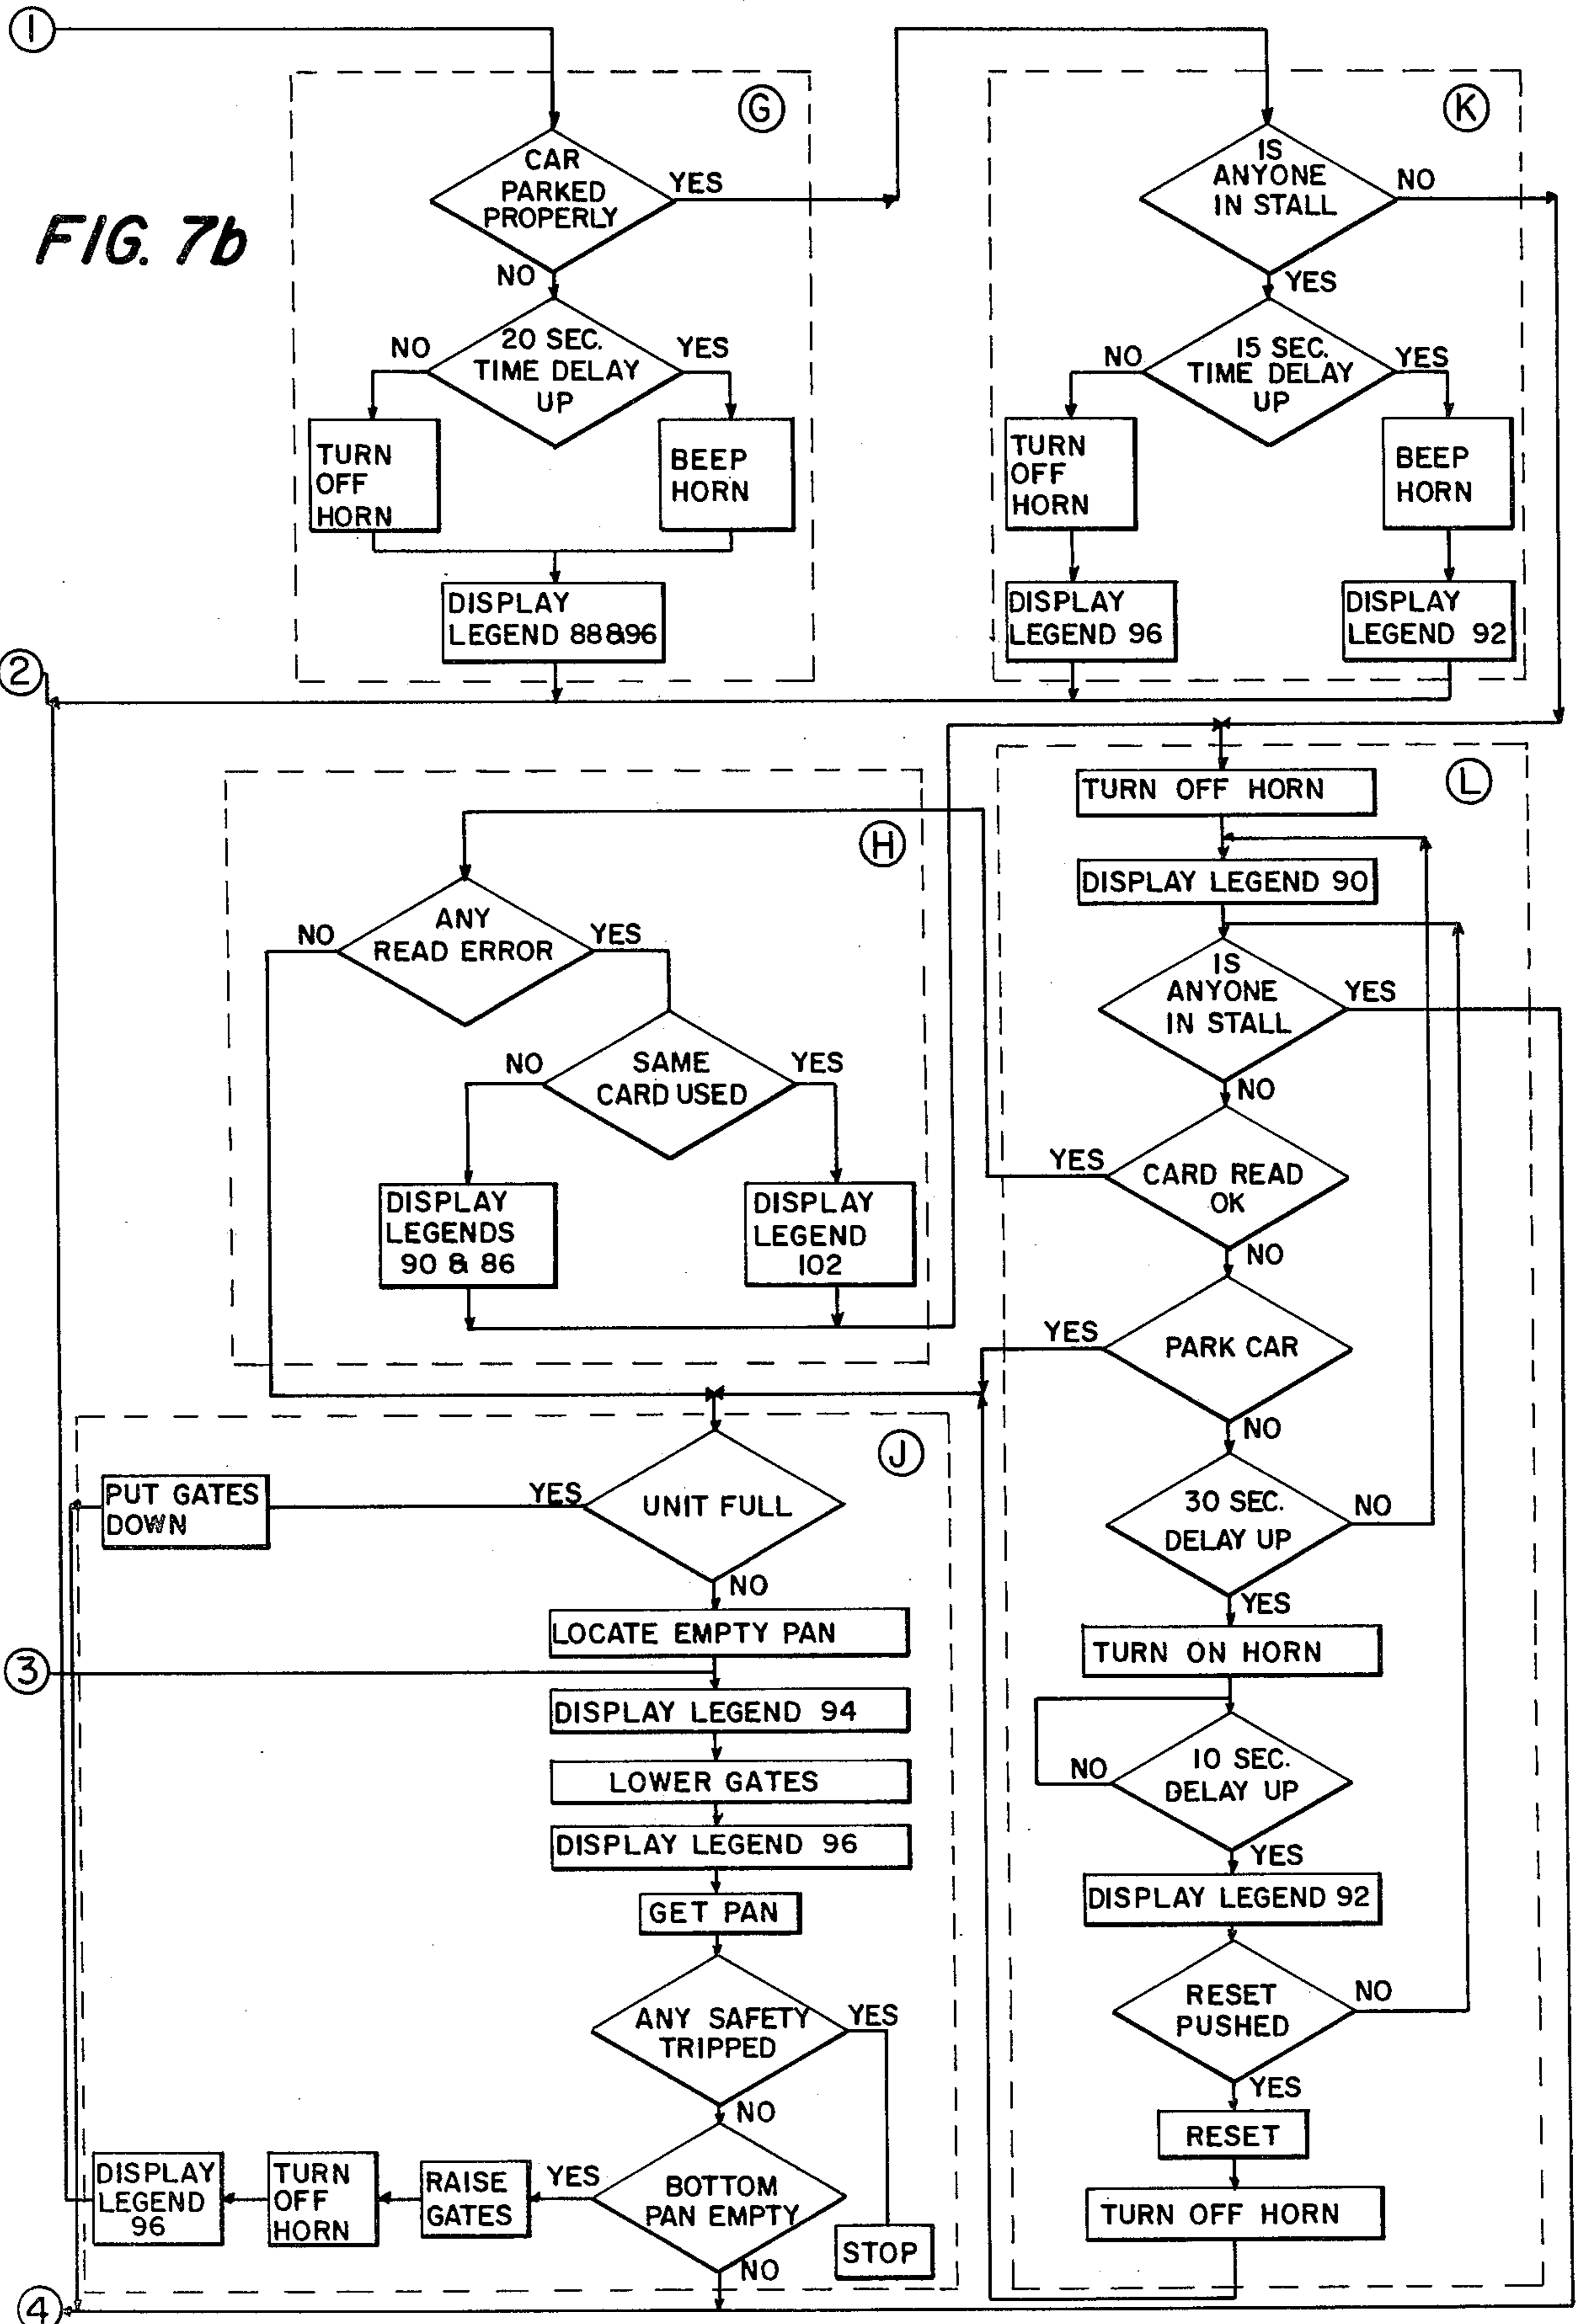 1
G
K
CAR
PARKED
PROPERLY
YES
NO
IS
ANYONE
IN STALL
NO
YES
FIG. 7b
20 SEC.
TIME DELAY
UP
NO
YES
TURN
OFF
HORN
BEEP
HORN
DISPLAY
LEGEND 88&96
15 SEC.
TIME DELAY
UP
NO
YES
TURN
OFF
HORN
BEEP
HORN
DISPLAY
LEGEND 96
DISPLAY
LEGEND 92
2
H
ANY
READ ERROR
NO
YES
SAME
CARD USED
NO
YES
DISPLAY
LEGENDS
90 & 86
DISPLAY
LEGEND
102
L
TURN OFF HORN
DISPLAY LEGEND 90
IS
ANYONE
IN STALL
YES
NO
CARD READ
OK
YES
NO
PARK CAR
YES
NO
30 SEC.
DELAY UP
NO
YES
TURN ON HORN
10 SEC.
DELAY UP
NO
YES
DISPLAY LEGEND 92
RESET
PUSHED
NO
YES
RESET
TURN OFF HORN
J
UNIT FULL
YES
NO
PUT GATES
DOWN
LOCATE EMPTY PAN
3
DISPLAY LEGEND 94
LOWER GATES
DISPLAY LEGEND 96
GET PAN
ANY SAFETY
TRIPPED
YES
NO
STOP
BOTTOM
PAN EMPTY
YES
NO
RAISE
GATES
TURN
OFF
HORN
DISPLAY
LEGEND
96
4